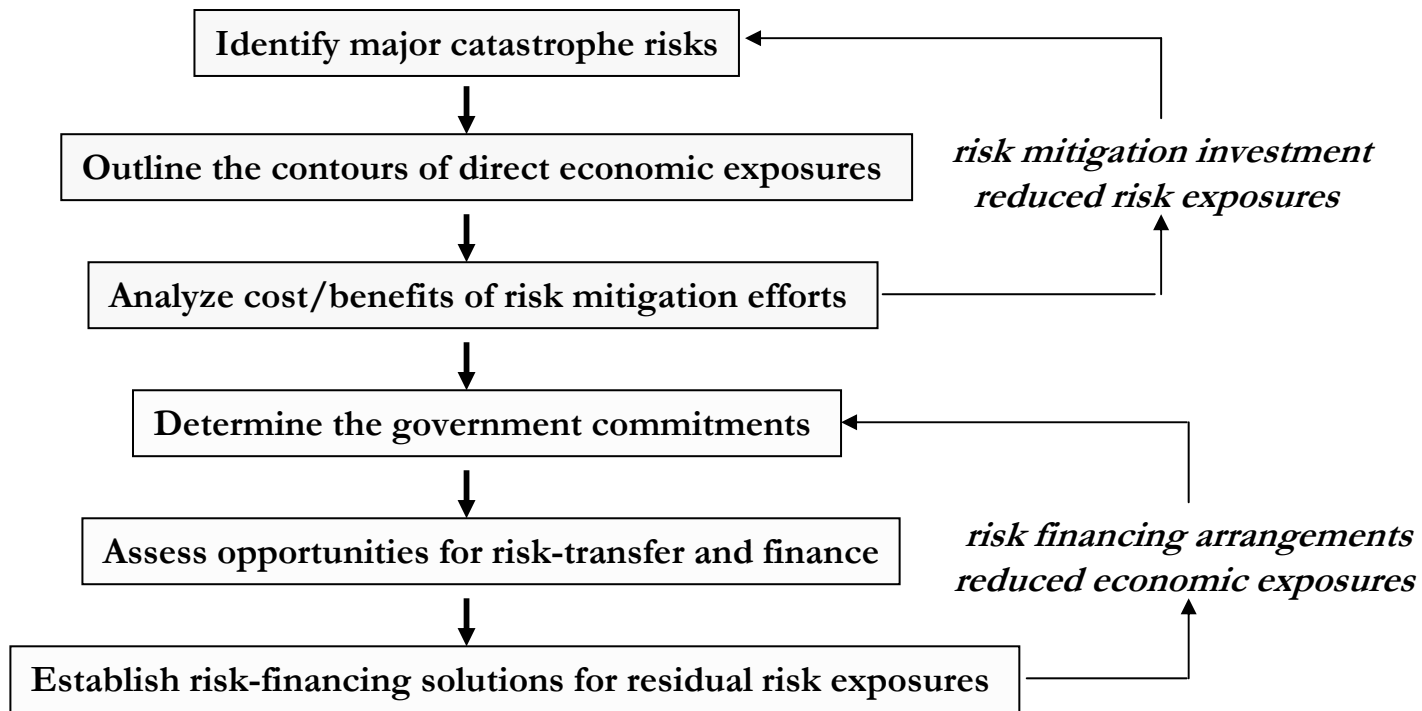 Identify major catastrophe risks
Outline the contours of direct economic exposures
risk mitigation investment
reduced risk exposures
Analyze cost/benefits of risk mitigation efforts
Determine the government commitments
Assess opportunities for risk-transfer and finance
risk financing arrangements
reduced economic exposures
Establish risk-financing solutions for residual risk exposures